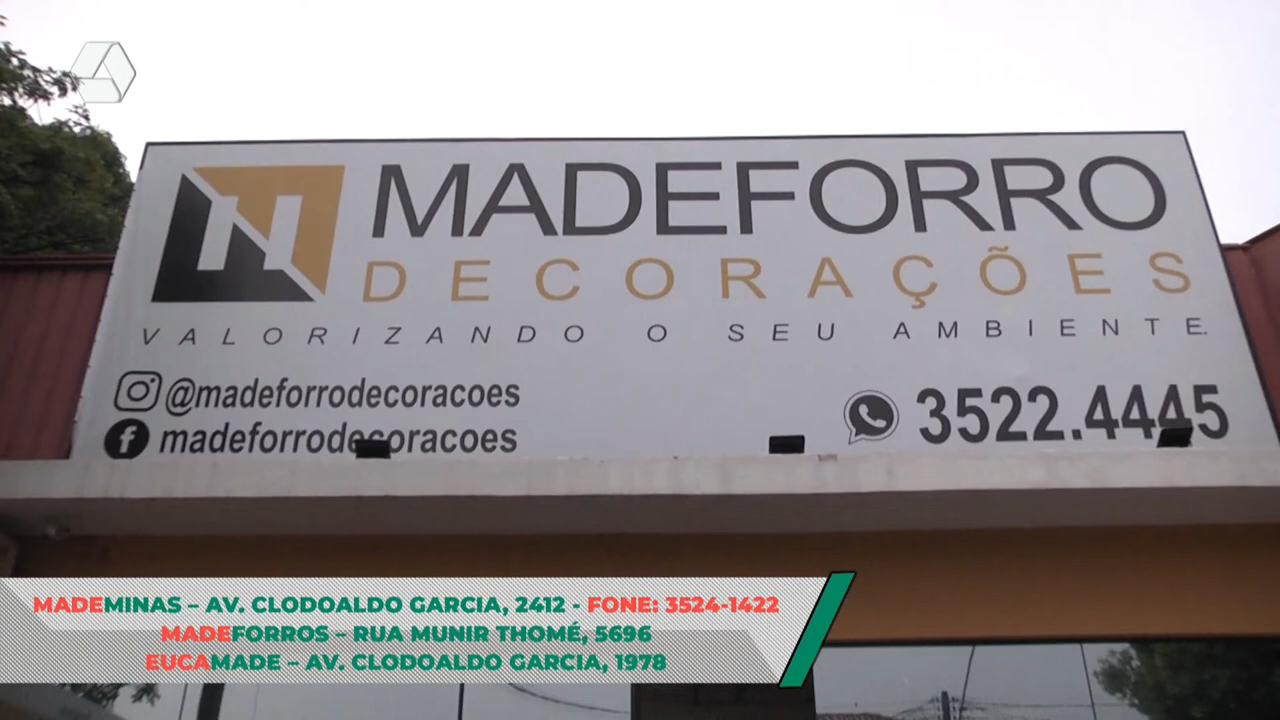 MADEFORRO
DECORAÇÕES
VALORIZANDO O SEU AMBIENTE.
@madeforrodecoracoes
madeforrodecoracoes
3522.4445
MADEMINAS – AV. CLODOALDO GARCIA, 2412 - FONE: 3524-1422
MADEFORROS – RUA MUNIR THOMÉ, 5696
EUCAMADE – AV. CLODOALDO GARCIA, 1978